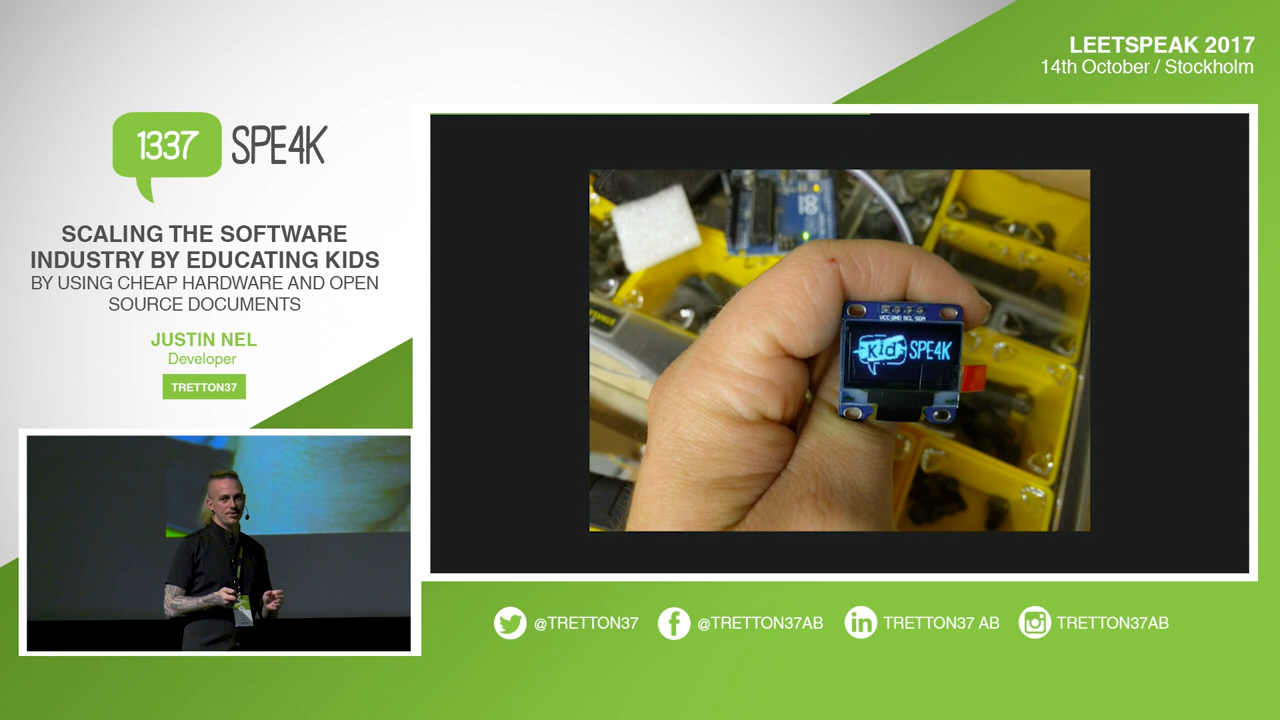 LEETSPEAK 2017
14th October / Stockholm
1337 SPE4K
SCALING THE SOFTWARE
INDUSTRY BY EDUCATING KIDS
BY USING CHEAP HARDWARE AND OPEN
SOURCE DOCUMENTS
JUSTIN NEL
Developer
TRETTON37
VCC GND SCL SDA
Kid SPE4K
@TRETTON37
@TRETTON37AB
TRETTON37 AB
TRETTON37AB